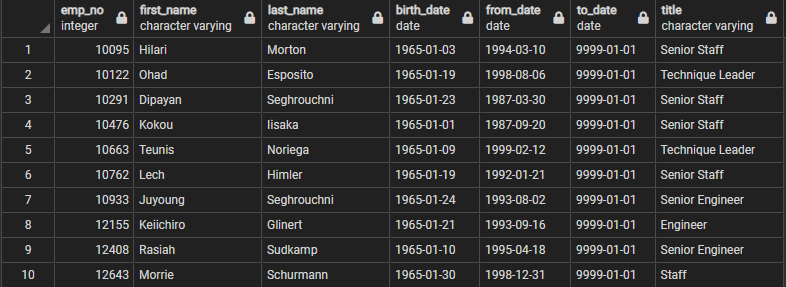 emp_no first_name last_name birth_date from_date to_date title
integer character varying character varying date date date character varying
1 10095 Hilari Morton 1965-01-03 1994-03-10 9999-01-01 Senior Staff
2 10122 Ohad Esposito 1965-01-19 1998-08-06 9999-01-01 Technique Leader
3 10291 Dipayan Seghrouchni 1965-01-23 1987-03-30 9999-01-01 Senior Staff
4 10476 Kokou Iisaka 1965-01-01 1987-09-20 9999-01-01 Senior Staff
5 10663 Teunis Noriega 1965-01-09 1999-02-12 9999-01-01 Technique Leader
6 10762 Lech Himler 1965-01-19 1992-01-21 9999-01-01 Senior Staff
7 10933 Juyoung Seghrouchni 1965-01-24 1993-08-02 9999-01-01 Senior Engineer
8 12155 Keiichiro Glinert 1965-01-21 1993-09-16 9999-01-01 Engineer
9 12408 Rasiah Sudkamp 1965-01-10 1995-04-18 9999-01-01 Senior Engineer
10 12643 Morrie Schurmann 1965-01-30 1998-12-31 9999-01-01 Staff